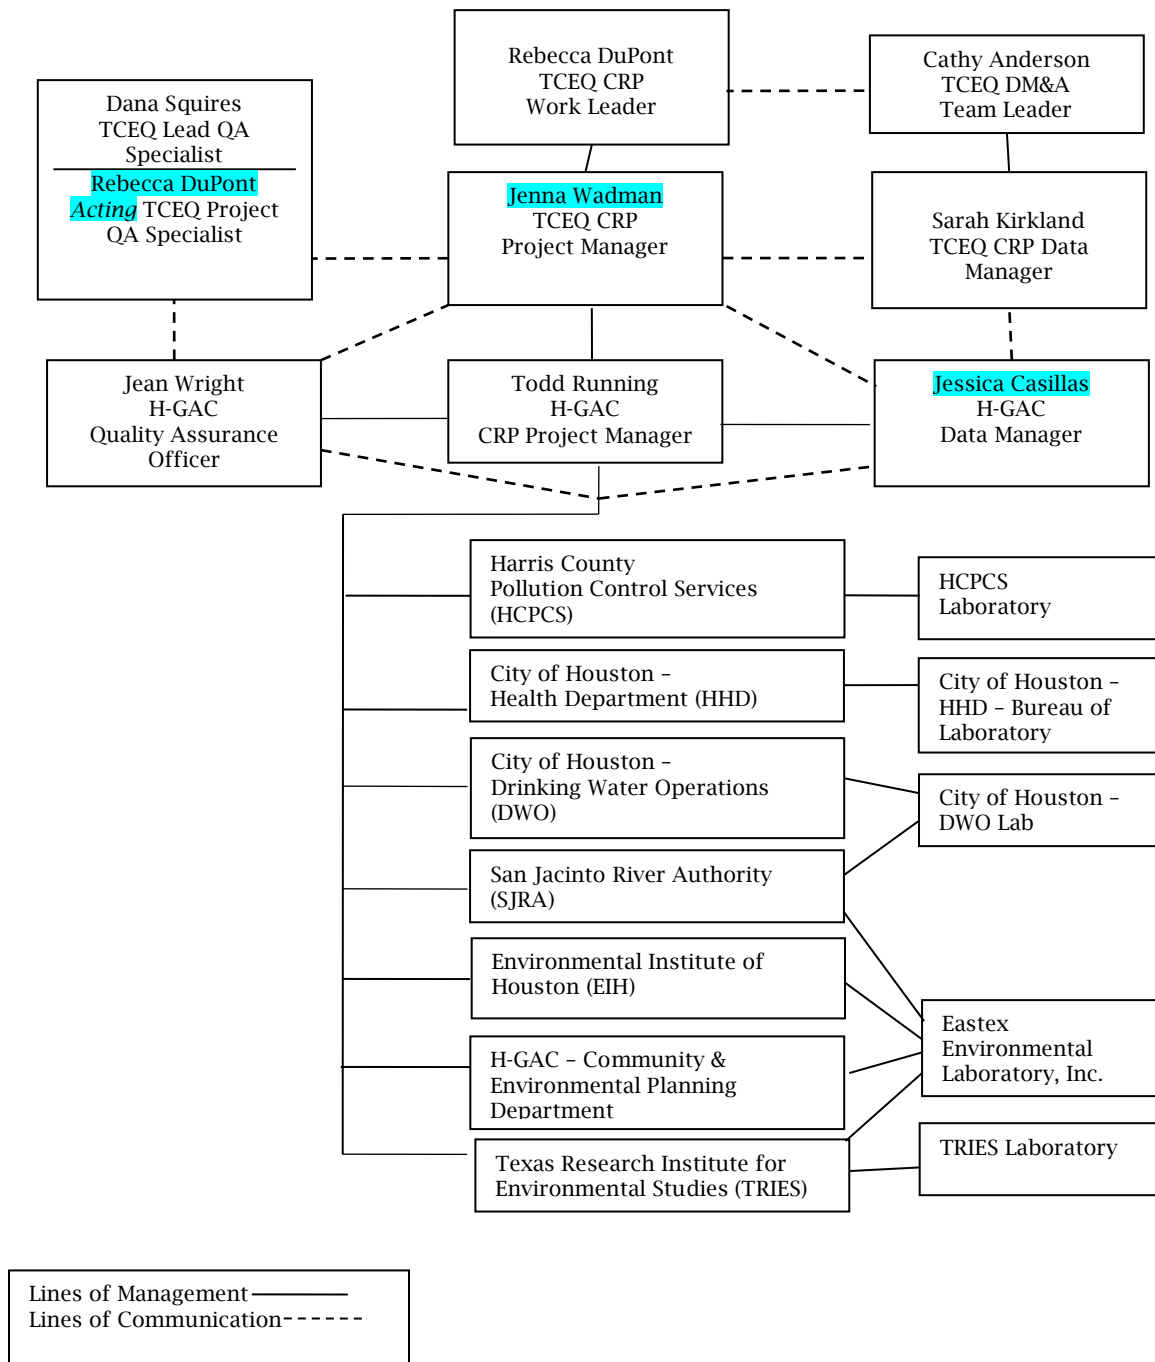 Rebecca DuPont
TCEQ CRP
Work Leader
Cathy Anderson
TCEQ DM&A
Team Leader
Dana Squires
TCEQ Lead QA
Specialist
Rebecca DuPont
Acting TCEQ Project
QA Specialist
Jenna Wadman
TCEQ CRP
Project Manager
Sarah Kirkland
TCEQ CRP Data
Manager
Jean Wright
H-GAC
Quality Assurance
Officer
Todd Running
H-GAC
CRP Project Manager
Jessica Casillas
H-GAC
Data Manager
Harris County
Pollution Control Services
(HCPCS)
HCPCS
Laboratory
City of Houston –
Health Department (HHD)
City of Houston –
HHD – Bureau of
Laboratory
City of Houston –
Drinking Water Operations
(DWO)
City of Houston –
DWO Lab
San Jacinto River Authority
(SJRA)
Environmental Institute of
Houston (EIH)
Eastex
Environmental
Laboratory, Inc.
H-GAC – Community &
Environmental Planning
Department
Texas Research Institute for
Environmental Studies (TRIES)
TRIES Laboratory
Lines of Management
Lines of Communication